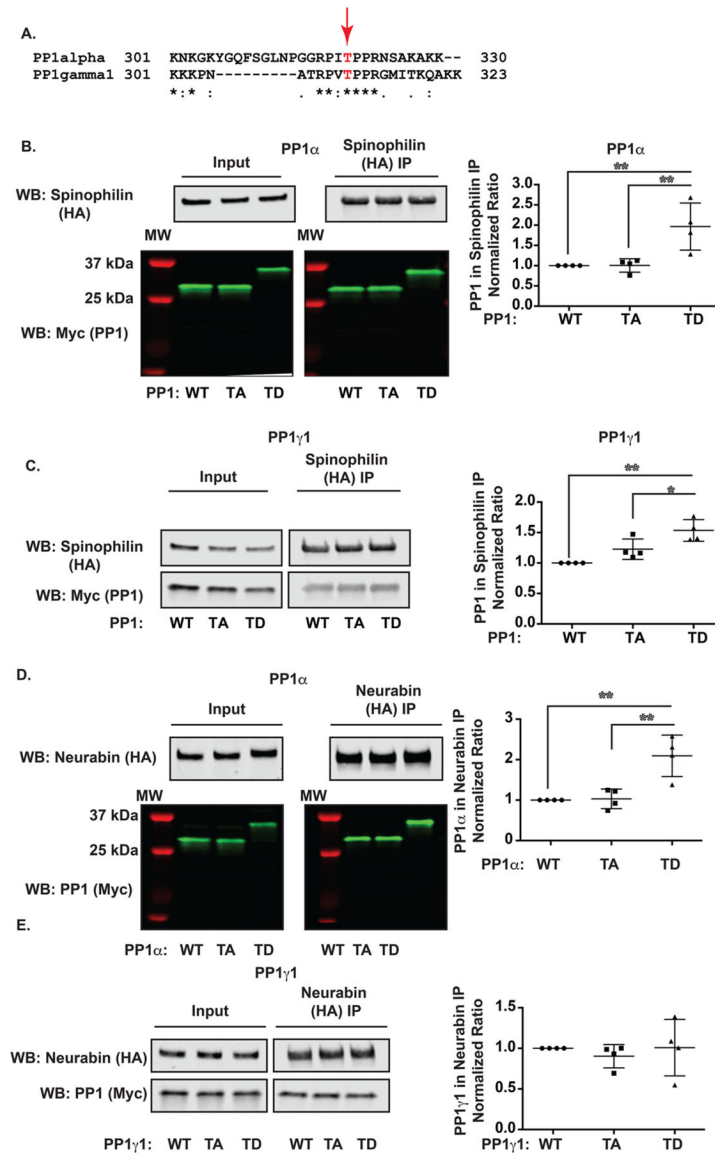 A.
PP1alpha 301 KNKGKYGQFSGLNPGGRPITPPRNSAKAKK-- 330
PP1gamma1 301 KKKPN---------ATRPVTPPRGMITKQAKK 323
*:* : . **:**** . . :
B.
PP1α
Input
Spinophilin
(HA) IP
WB: Spinophilin
(HA)
MW
MW
37 kDa
25 kDa
WB: Myc (PP1)
PP1: WT TA TD
WT TA TD
PP1α
**
**
PP1 in Spinophilin IP
Normalized Ratio
3.0
2.5
2.0
1.5
1.0
0.5
0.0
PP1: WT TA TD
PP1γ1
C.
Input
Spinophilin
(HA) IP
WB: Spinophilin
(HA)
WB: Myc (PP1)
PP1: WT TA TD
WT TA TD
PP1γ1
**
*
PP1 in Spinophilin IP
Normalized Ratio
2.0
1.5
1.0
0.5
0.0
PP1: WT TA TD
D.
PP1α
Input
Neurabin
(HA) IP
WB: Neurabin (HA)
MW
MW
37 kDa
25 kDa
WB: PP1 (Myc)
PP1α: WT TA TD
WT TA TD
**
**
PP1α in Neurabin IP
Normalized Ratio
3
2
1
0
PP1α: WT TA TD
E.
PP1γ1
Input
Neurabin
(HA) IP
WB: Neurabin (HA)
WB: PP1 (Myc)
PP1γ1: WT TA TD
WT TA TD
PP1γ1 in Neurabin IP
Normalized Ratio
1.5
1.0
0.5
0.0
PP1γ1: WT TA TD